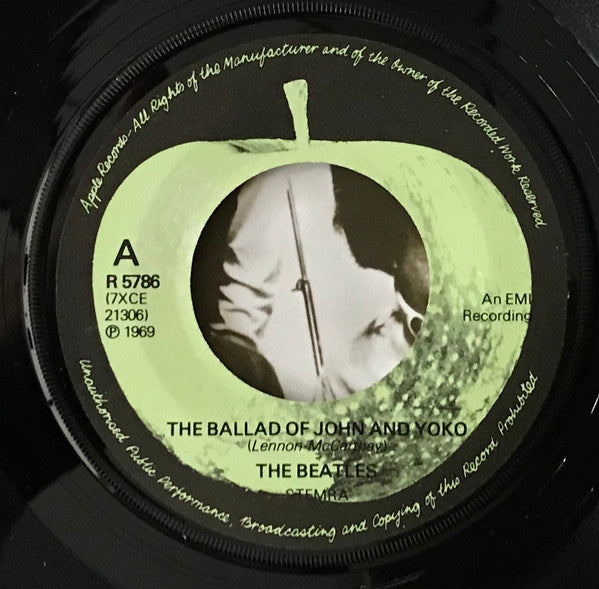 Apple Records-All Rights of the Manufacturer and of the Owner of the Recorded Work Reserved
A
R 5786
(7XCE
21306)
℗ 1969
An EMI
Recording
THE BALLAD OF JOHN AND YOKO
(Lennon-McCartney)
THE BEATLES
STEMRA
Unauthorised Public Performance, Broadcasting and Copying of this Record Prohibited